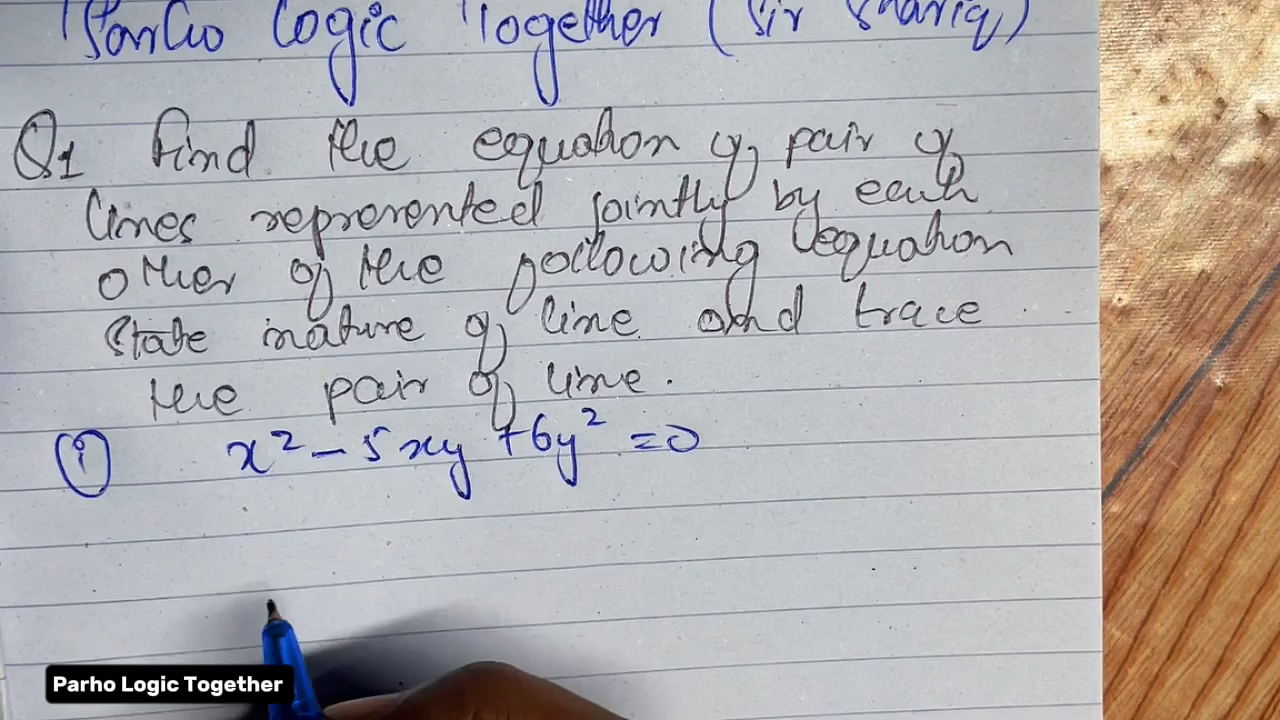 Parho Logic Together (Sir Shariq)
Q1 Find the equation of pair of
lines represented jointly by each
other of the following equation
state nature of line and trace
the pair of line.
(i) x² - 5xy + 6y² = 0
Parho Logic Together